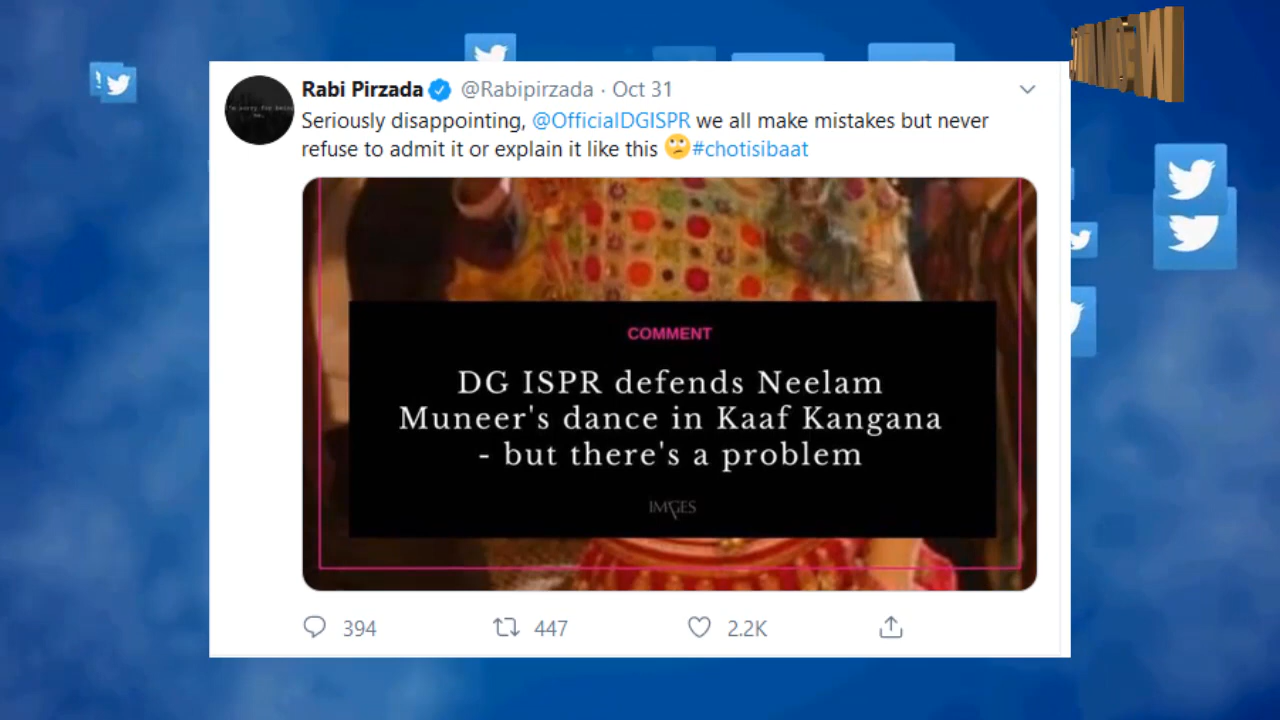 Rabi Pirzada @Rabipirzada · Oct 31
Seriously disappointing, @OfficialDGISPR we all make mistakes but never
refuse to admit it or explain it like this 🙄 #chotisibaat
COMMENT
DG ISPR defends Neelam
Muneer's dance in Kaaf Kangana
- but there's a problem
IMAGES
394 447 2.2K